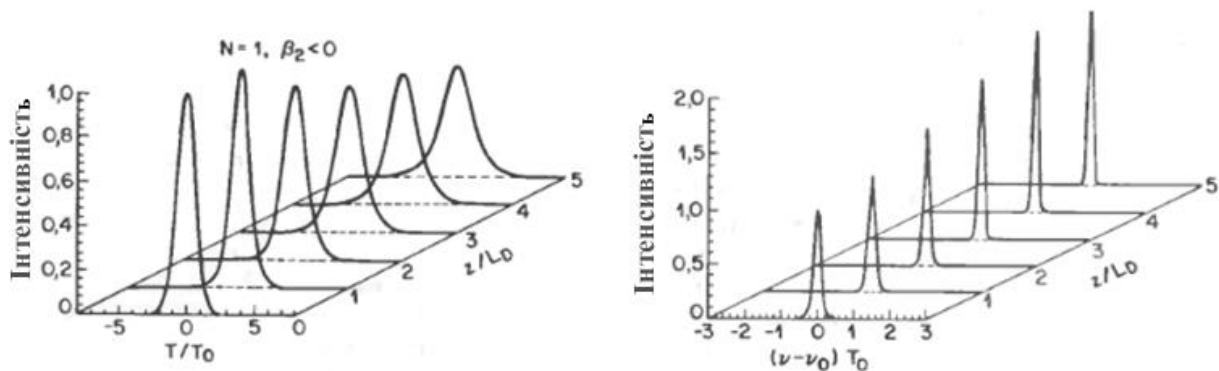 N=1, β₂<0
Інтенсивність
1,0
0,8
0,6
0,4
0,2
0
-5 0 5 0
T/T₀
1
2
3
4
5
z/L_D
Інтенсивність
2,0
1,5
1,0
0,5
0
-3 -2 -1 0 1 2 3
(ν-ν₀) T₀
1
2
3
4
5
z/L_D